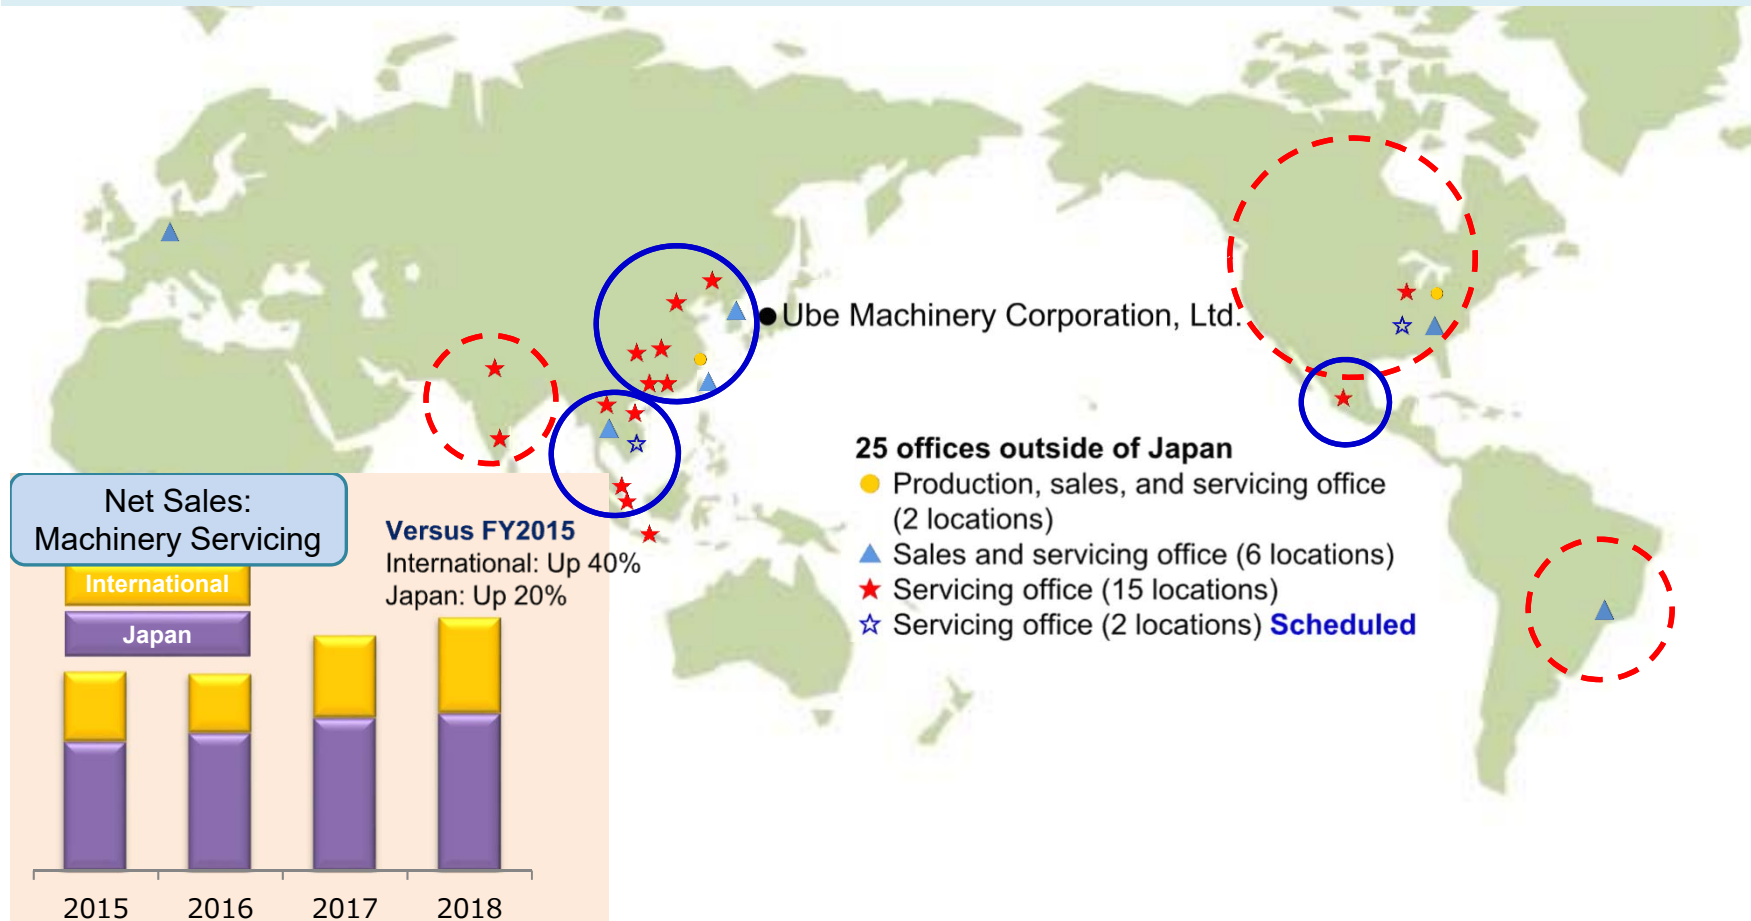 Ube Machinery Corporation, Ltd.
25 offices outside of Japan
Production, sales, and servicing office
(2 locations)
Sales and servicing office (6 locations)
Servicing office (15 locations)
Servicing office (2 locations) Scheduled
Net Sales:
Machinery Servicing
Versus FY2015
International: Up 40%
Japan: Up 20%
International
Japan
2015 2016 2017 2018